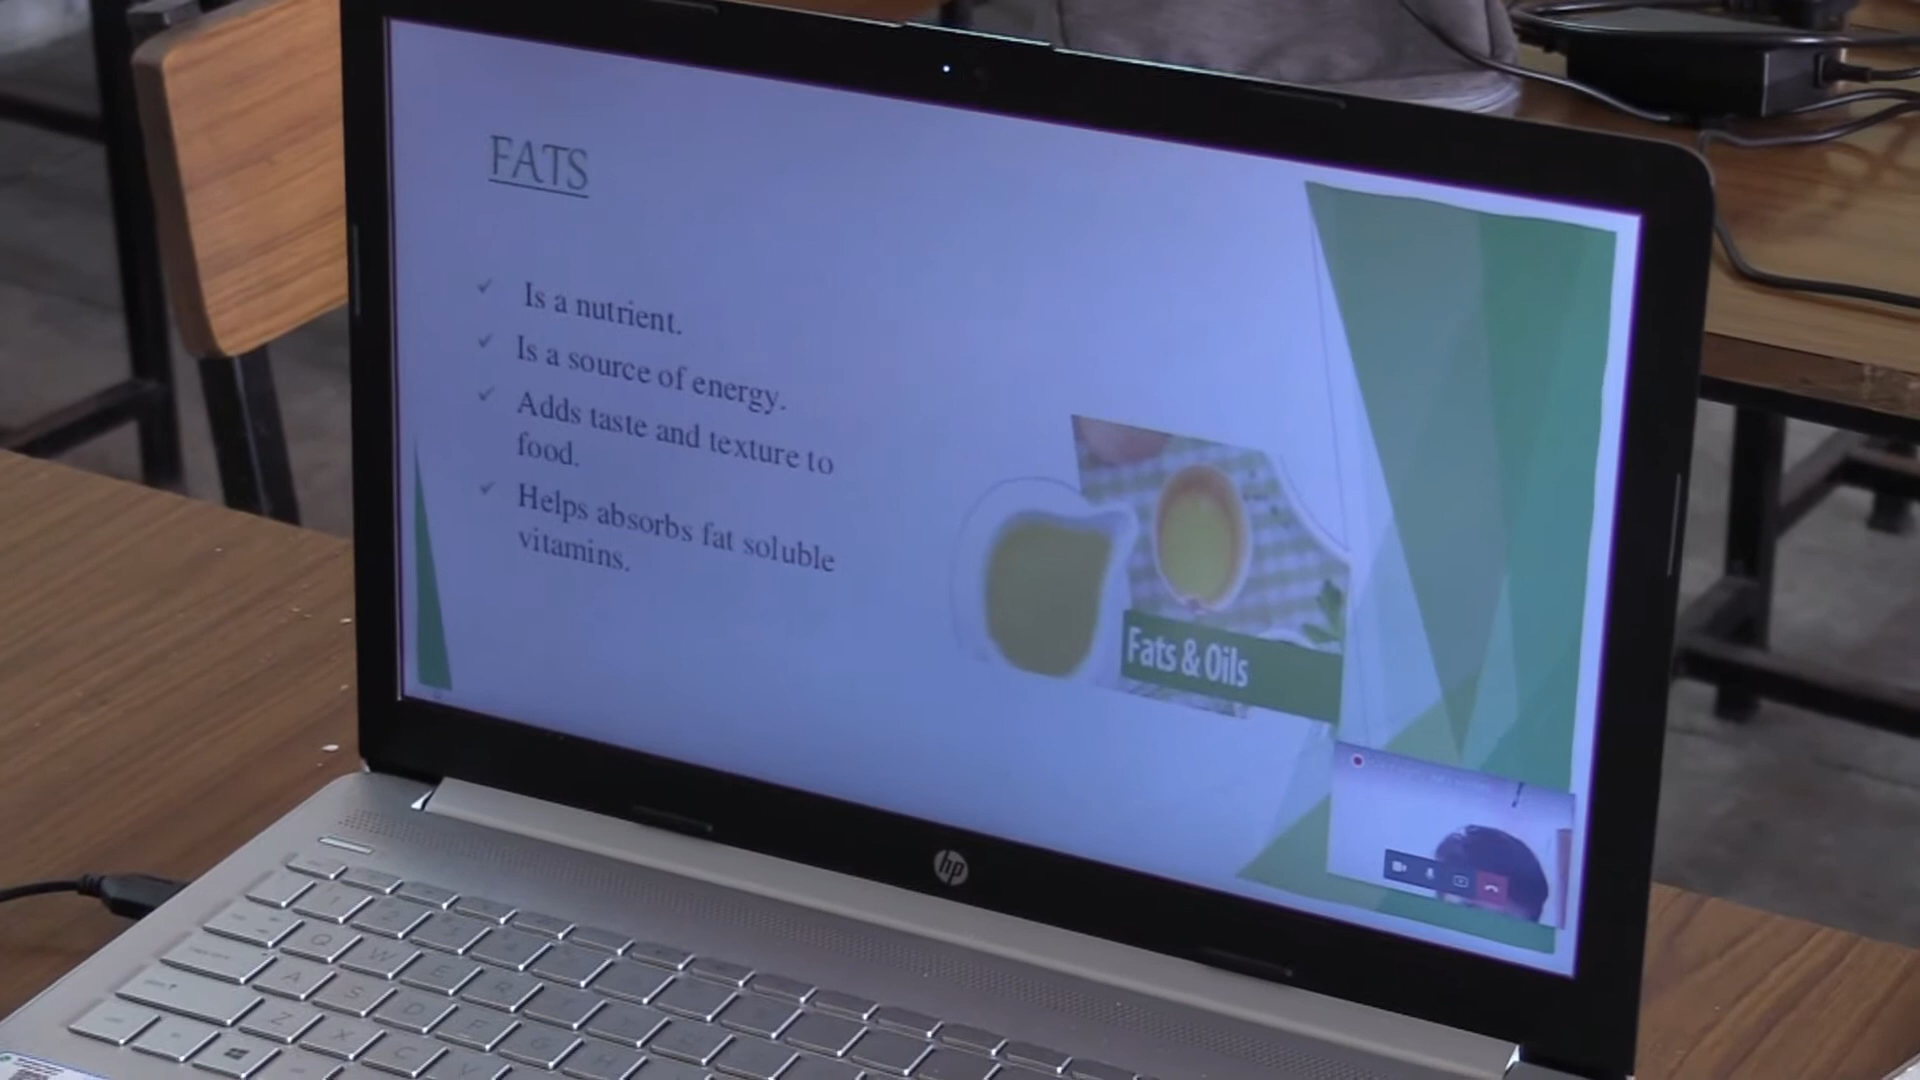 FATS
Is a nutrient.
Is a source of energy.
Adds taste and texture to
food.
Helps absorbs fat soluble
vitamins.
Fats & Oils
hp
Q W E R
A S D F G H
Z X C V